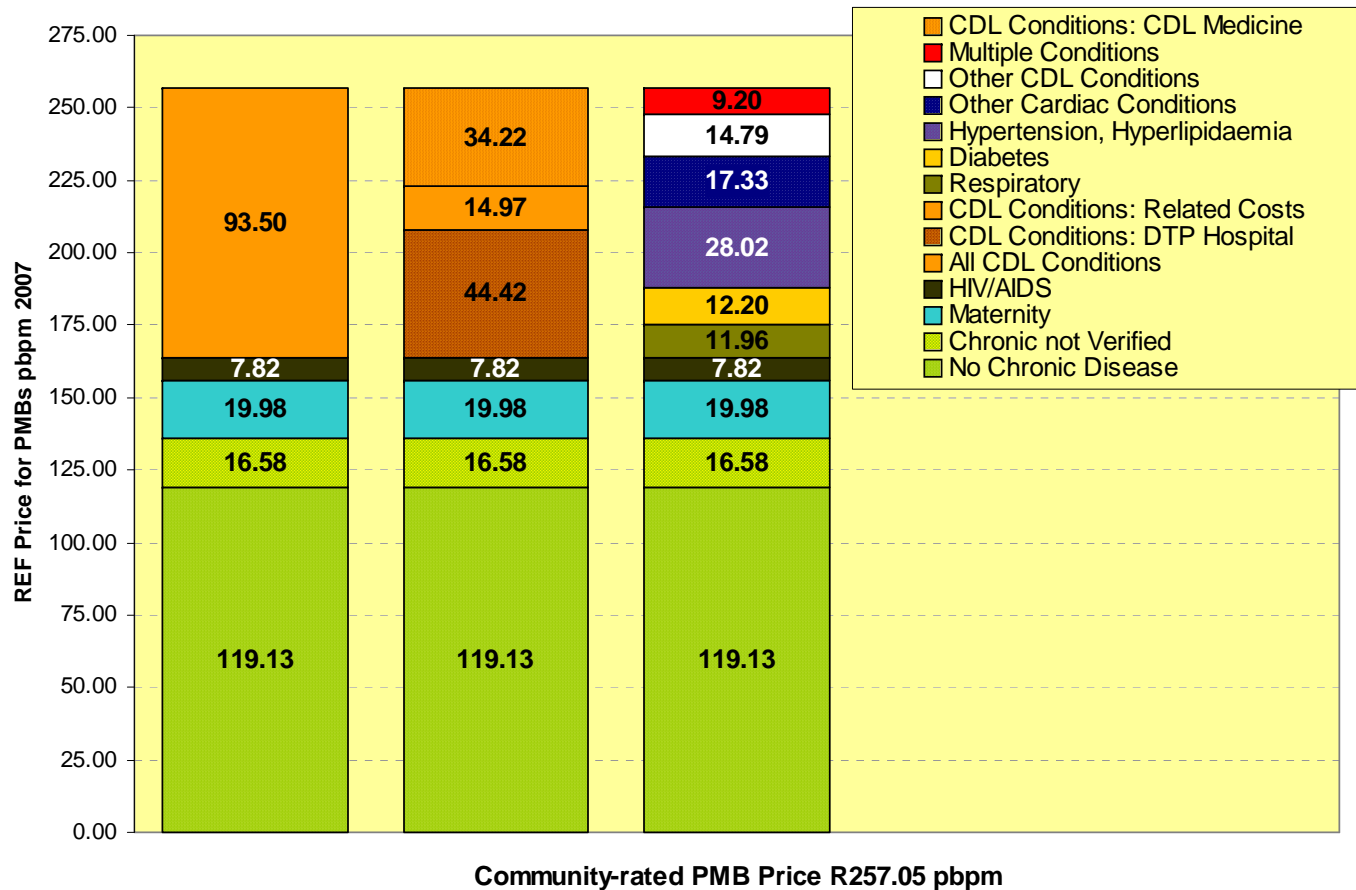 275.00
250.00
225.00
200.00
175.00
150.00
125.00
100.00
75.00
50.00
25.00
0.00
REF Price for PMBs pbpm 2007
93.50
7.82
19.98
16.58
119.13
34.22
14.97
44.42
7.82
19.98
16.58
119.13
9.20
14.79
17.33
28.02
12.20
11.96
7.82
19.98
16.58
119.13
CDL Conditions: CDL Medicine
Multiple Conditions
Other CDL Conditions
Other Cardiac Conditions
Hypertension, Hyperlipidaemia
Diabetes
Respiratory
CDL Conditions: Related Costs
CDL Conditions: DTP Hospital
All CDL Conditions
HIV/AIDS
Maternity
Chronic not Verified
No Chronic Disease
Community-rated PMB Price R257.05 pbpm